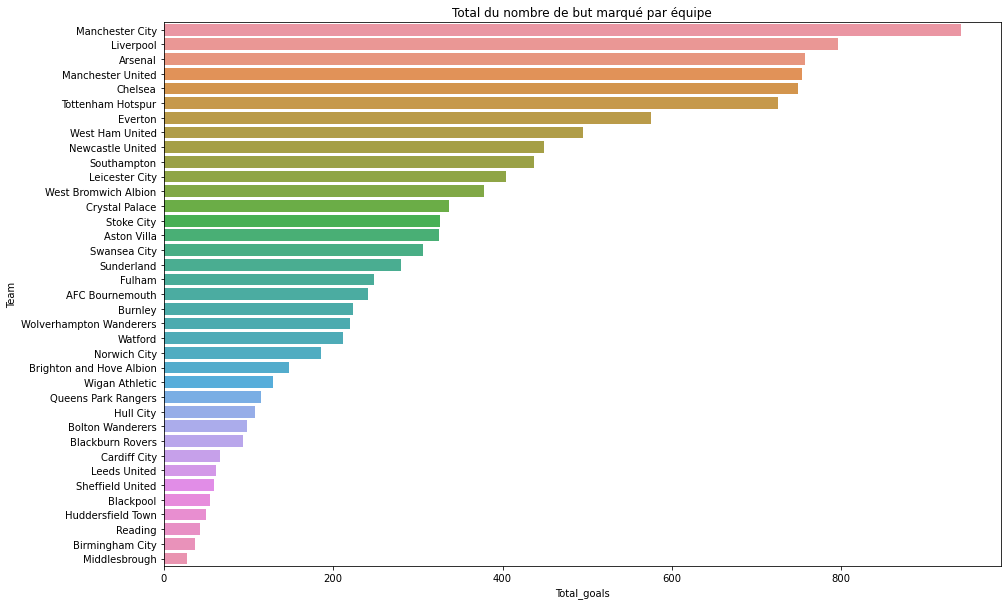 Total du nombre de but marqué par équipe
Manchester City
Liverpool
Arsenal
Manchester United
Chelsea
Tottenham Hotspur
Everton
West Ham United
Newcastle United
Southampton
Leicester City
West Bromwich Albion
Crystal Palace
Stoke City
Aston Villa
Swansea City
Sunderland
Fulham
AFC Bournemouth
Burnley
Wolverhampton Wanderers
Watford
Norwich City
Brighton and Hove Albion
Wigan Athletic
Queens Park Rangers
Hull City
Bolton Wanderers
Blackburn Rovers
Cardiff City
Leeds United
Sheffield United
Blackpool
Huddersfield Town
Reading
Birmingham City
Middlesbrough
Team
0 200 400 600 800
Total_goals